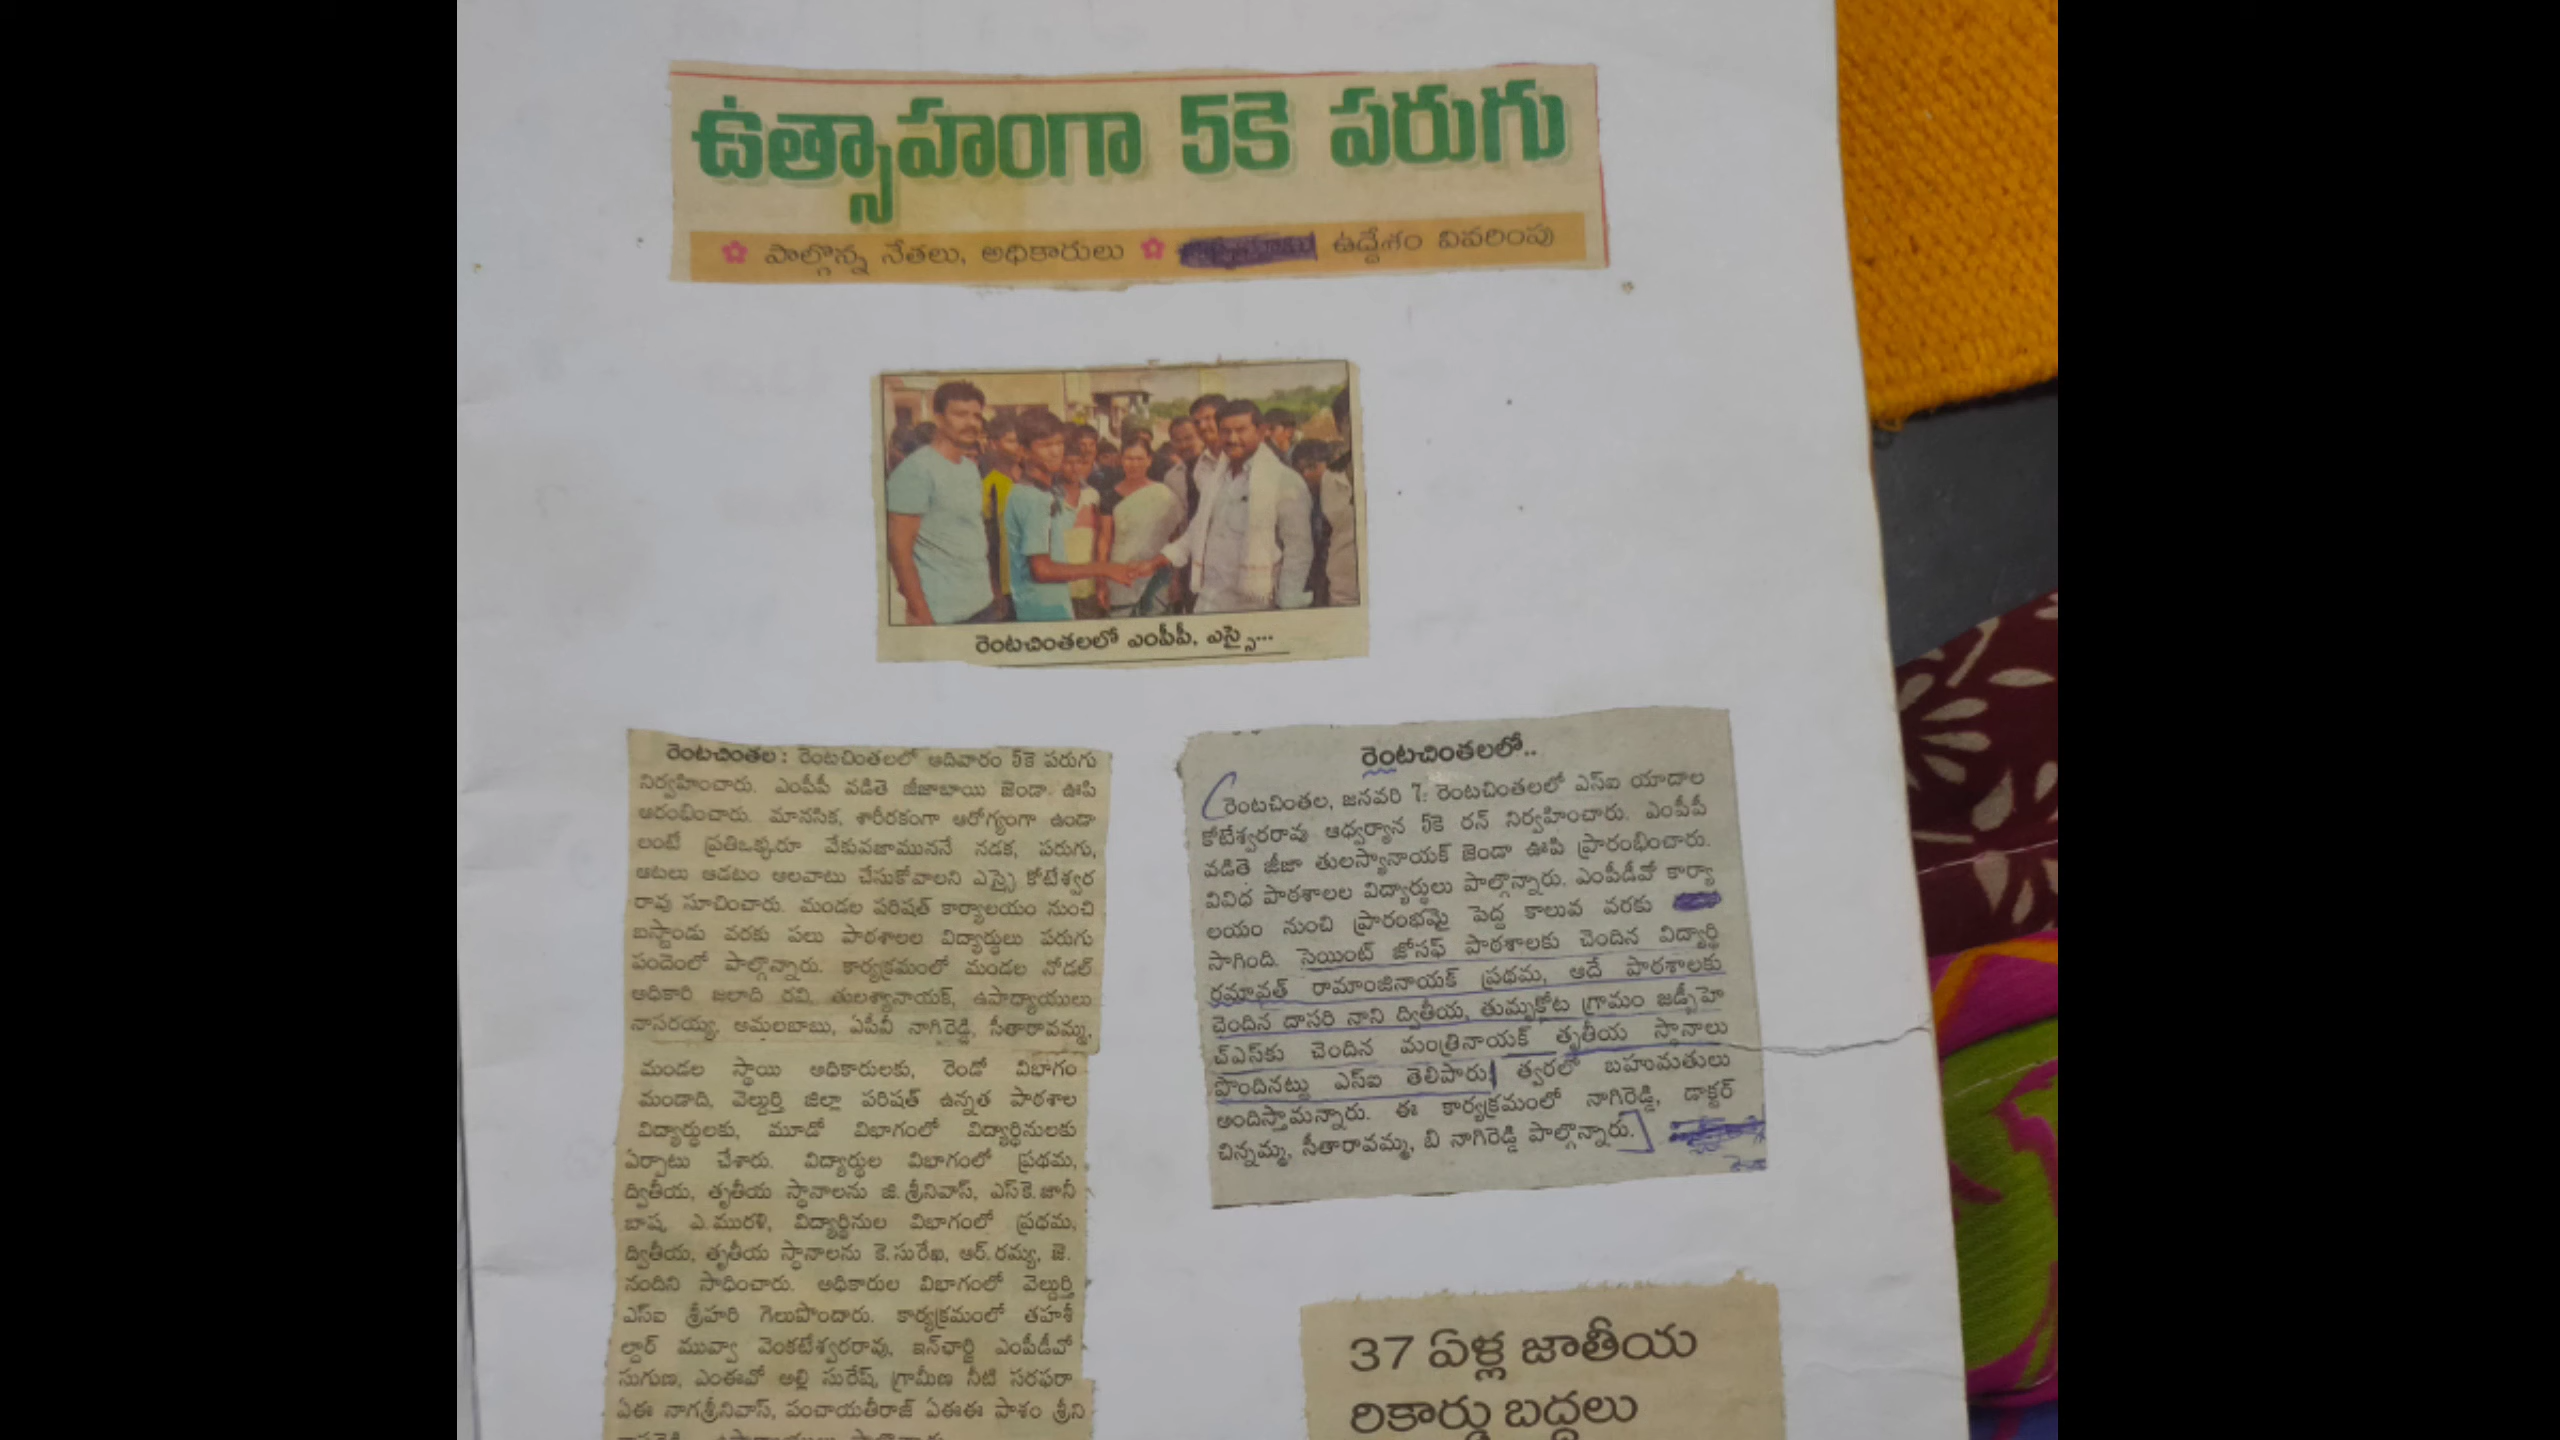 ఉత్సాహంగా 5కె పరుగు
పాల్గొన్న నేతలు, అధికారులు ఉద్దేశం వివరింపు
రెంటచింతలలో ఎంపీపీ, ఎస్సై...
రెంటచింతల: రెంటచింతలలో ఆదివారం 5కె పరుగు
నిర్వహించారు. ఎంపీపీ వడితె జీజాబాయి జెండా ఊపి
ఆరంభించారు. మానసిక, శారీరకంగా ఆరోగ్యంగా ఉండా
లంటే ప్రతిఒక్కరూ వేకువజామునే నడక, పరుగు,
ఆటలు ఆడటం అలవాటు చేసుకోవాలని ఎస్సై కోటేశ్వర
రావు సూచించారు. మండల పరిషత్ కార్యాలయం నుంచి
బస్టాండు వరకు పలు పాఠశాలల విద్యార్థులు పరుగు
పందెంలో పాల్గొన్నారు. కార్యక్రమంలో మండల నోడల్
అధికారి జలాది రవి, తులశ్యానాయక్, ఉపాధ్యాయులు
నాసరయ్య, అమలబాబు, ఏపీవీ నాగిరెడ్డి, సీతారావమ్మ,
మండల స్థాయి అధికారులకు, రెండో విభాగం
మండాది, వెల్దుర్తి జిల్లా పరిషత్ ఉన్నత పాఠశాల
విద్యార్థులకు, మూడో విభాగంలో విద్యార్థినులకు
ఏర్పాటు చేశారు. విద్యార్థుల విభాగంలో ప్రథమ,
ద్వితీయ, తృతీయ స్థానాలను జి.శ్రీనివాస్, ఎస్‌కె.జానీ
బాష, ఎ.మురళి, విద్యార్థినుల విభాగంలో ప్రథమ,
ద్వితీయ, తృతీయ స్థానాలను కె.సురేఖ, ఆర్.రమ్య, జె.
నందిని సాధించారు. అధికారుల విభాగంలో వెల్దుర్తి
ఎస్ఐ శ్రీహరి గెలుపొందారు. కార్యక్రమంలో తహశీ
ల్దార్ మువ్వా వెంకటేశ్వరరావు, ఇన్‌ఛార్జి ఎంపీడీవో
సుగుణ, ఎంఈవో అల్లి సురేష్, గ్రామీణ నీటి సరఫరా
ఏఈ నాగశ్రీనివాస్, పంచాయతీరాజ్ ఏఈఈ పాశం శ్రీని
రెంటచింతలలో..
రెంటచింతల, జనవరి 7: రెంటచింతలలో ఎస్ఐ యాదాల
కోటేశ్వరరావు ఆధ్వర్యాన 5కె రన్ నిర్వహించారు. ఎంపీపీ
వడితె జీజా తులస్యానాయక్ జెండా ఊపి ప్రారంభించారు.
వివిధ పాఠశాలల విద్యార్థులు పాల్గొన్నారు. ఎంపీడీవో కార్యా
లయం నుంచి ప్రారంభమై పెద్ద కాలువ వరకు
సాగింది. సెయింట్ జోసఫ్ పాఠశాలకు చెందిన విద్యార్థి
రమావత్ రామాంజినాయక్ ప్రథమ, ఆదే పాఠశాలకు
చెందిన దాసరి నాని ద్వితీయ, తుమృకోట గ్రామం జడ్పీహె
చ్ఎస్‌కు చెందిన మంత్రినాయక్ తృతీయ స్థానాలు
పొందినట్టు ఎస్ఐ తెలిపారు. త్వరలో బహుమతులు
అందిస్తామన్నారు. ఈ కార్యక్రమంలో నాగిరెడ్డి, డాక్టర్
చిన్నమ్మ, సీతారావమ్మ, బి నాగిరెడ్డి పాల్గొన్నారు.
37 ఏళ్ల జాతీయ
రికార్డు బద్దలు